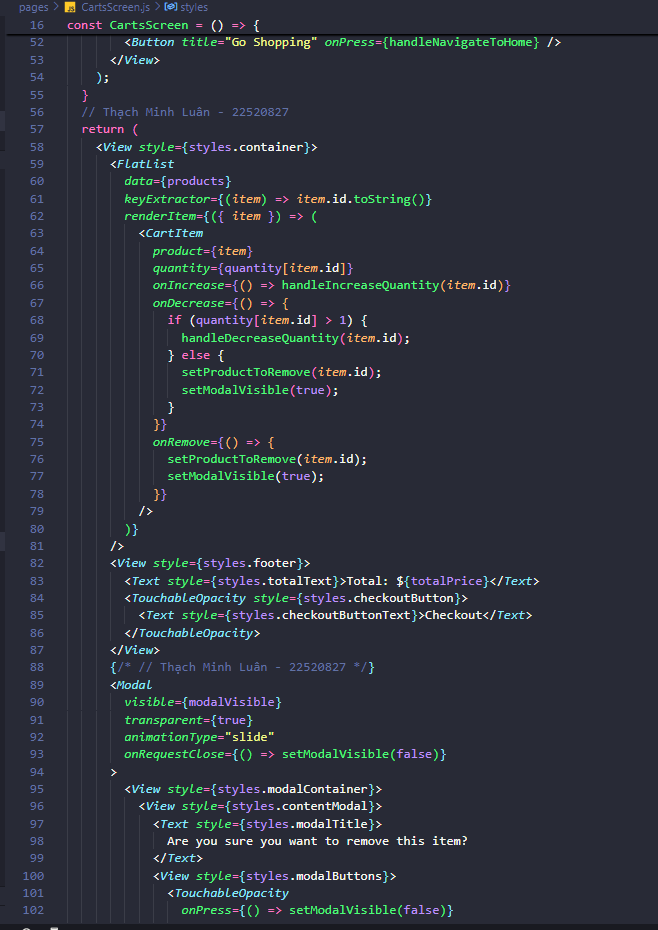 pages > CartsScreen.js > styles
16 const CartsScreen = () => {
52 <Button title="Go Shopping" onPress={handleNavigateToHome} />
53 </View>
54 );
55 }
56 // Thạch Minh Luân - 22520827
57 return (
58 <View style={styles.container}>
59 <FlatList
60 data={products}
61 keyExtractor={(item) => item.id.toString()}
62 renderItem={({ item }) => (
63 <CartItem
64 product={item}
65 quantity={quantity[item.id]}
66 onIncrease={() => handleIncreaseQuantity(item.id)}
67 onDecrease={() => {
68 if (quantity[item.id] > 1) {
69 handleDecreaseQuantity(item.id);
70 } else {
71 setProductToRemove(item.id);
72 setModalVisible(true);
73 }
74 }}
75 onRemove={() => {
76 setProductToRemove(item.id);
77 setModalVisible(true);
78 }}
79 />
80 )}
81 />
82 <View style={styles.footer}>
83 <Text style={styles.totalText}>Total: ${totalPrice}</Text>
84 <TouchableOpacity style={styles.checkoutButton}>
85 <Text style={styles.checkoutButtonText}>Checkout</Text>
86 </TouchableOpacity>
87 </View>
88 {/* // Thạch Minh Luân - 22520827 */}
89 <Modal
90 visible={modalVisible}
91 transparent={true}
92 animationType="slide"
93 onRequestClose={() => setModalVisible(false)}
94 >
95 <View style={styles.modalContainer}>
96 <View style={styles.contentModal}>
97 <Text style={styles.modalTitle}>
98 Are you sure you want to remove this item?
99 </Text>
100 <View style={styles.modalButtons}>
101 <TouchableOpacity
102 onPress={() => setModalVisible(false)}